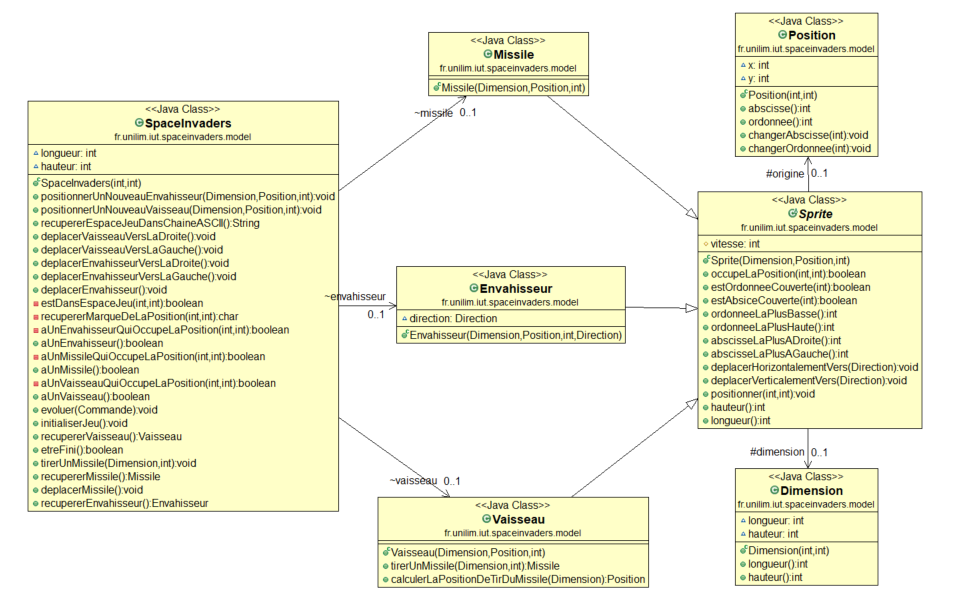 <<Java Class>>
SpaceInvaders
fr.unilim.iut.spaceinvaders.model
longueur: int
hauteur: int
SpaceInvaders(int,int)
positionnerUnNouveauEnvahisseur(Dimension,Position,int):void
positionnerUnNouveauVaisseau(Dimension,Position,int):void
recupererEspaceJeuDansChaineASCII():String
deplacerVaisseauVersLaDroite():void
deplacerVaisseauVersLaGauche():void
deplacerEnvahisseurVersLaDroite():void
deplacerEnvahisseurVersLaGauche():void
deplacerEnvahisseur():void
estDansEspaceJeu(int,int):boolean
recupererMarqueDeLaPosition(int,int):char
aUnEnvahisseurQuiOccupeLaPosition(int,int):boolean
aUnEnvahisseur():boolean
aUnMissileQuiOccupeLaPosition(int,int):boolean
aUnMissile():boolean
aUnVaisseauQuiOccupeLaPosition(int,int):boolean
aUnVaisseau():boolean
evoluer(Commande):void
initialiserJeu():void
recupererVaisseau():Vaisseau
etreFini():boolean
tirerUnMissile(Dimension,int):void
recupererMissile():Missile
deplacerMissile():void
recupererEnvahisseur():Envahisseur
~missile 0..1
~envahisseur
0..1
~vaisseau 0..1
<<Java Class>>
Missile
fr.unilim.iut.spaceinvaders.model
Missile(Dimension,Position,int)
<<Java Class>>
Envahisseur
fr.unilim.iut.spaceinvaders.model
direction: Direction
Envahisseur(Dimension,Position,int,Direction)
<<Java Class>>
Vaisseau
fr.unilim.iut.spaceinvaders.model
Vaisseau(Dimension,Position,int)
tirerUnMissile(Dimension,int):Missile
calculerLaPositionDeTirDuMissile(Dimension):Position
<<Java Class>>
Position
fr.unilim.iut.spaceinvaders.model
x: int
y: int
Position(int,int)
abscisse():int
ordonnee():int
changerAbscisse(int):void
changerOrdonnee(int):void
#origine 0..1
<<Java Class>>
Sprite
fr.unilim.iut.spaceinvaders.model
vitesse: int
Sprite(Dimension,Position,int)
occupeLaPosition(int,int):boolean
estOrdonneeCouverte(int):boolean
estAbsiceCouverte(int):boolean
ordonneeLaPlusBasse():int
ordonneeLaPlusHaute():int
abscisseLaPlusADroite():int
abscisseLaPlusAGauche():int
deplacerHorizontalementVers(Direction):void
deplacerVerticalementVers(Direction):void
positionner(int,int):void
hauteur():int
longueur():int
#dimension 0..1
<<Java Class>>
Dimension
fr.unilim.iut.spaceinvaders.model
longueur: int
hauteur: int
Dimension(int,int)
longueur():int
hauteur():int